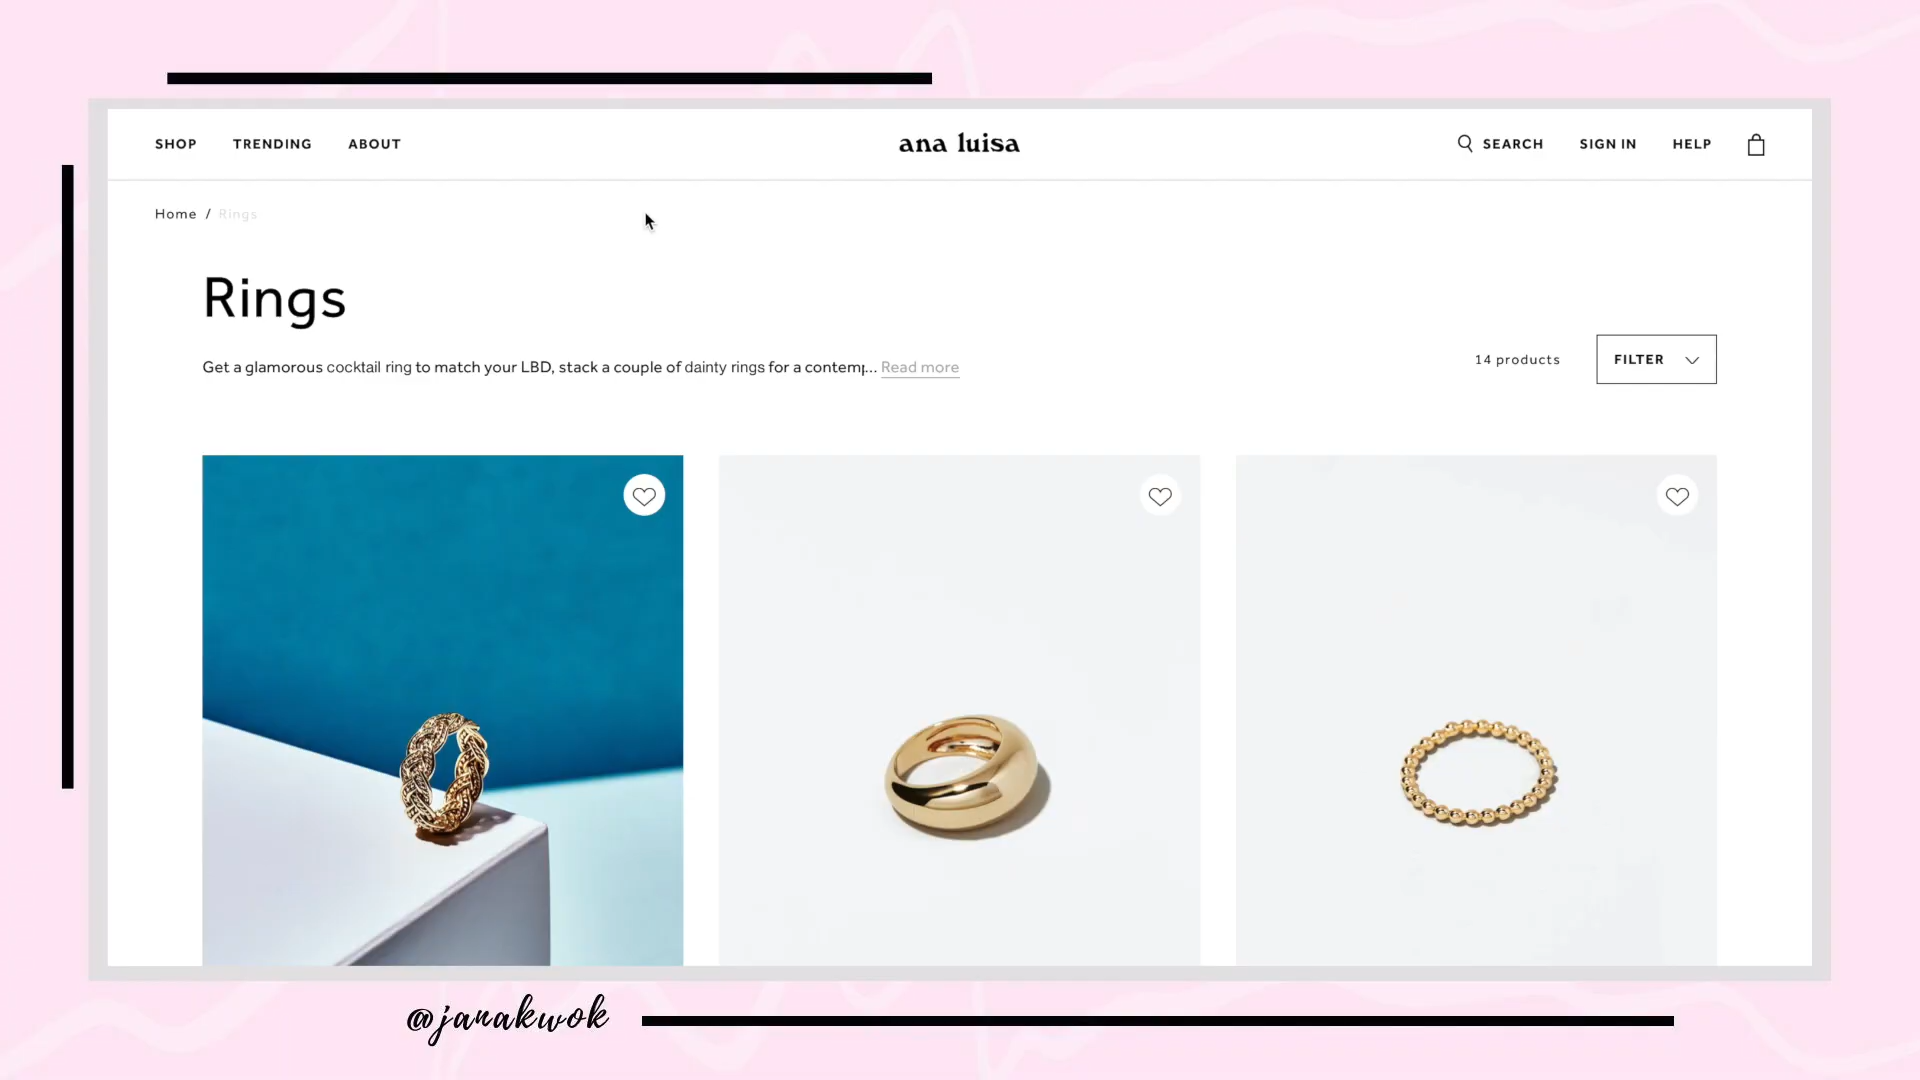 SHOP TRENDING ABOUT ana luisa SEARCH SIGN IN HELP
Home / Rings
Rings
Get a glamorous cocktail ring to match your LBD, stack a couple of dainty rings for a contemp... Read more
14 products FILTER
@janakwok